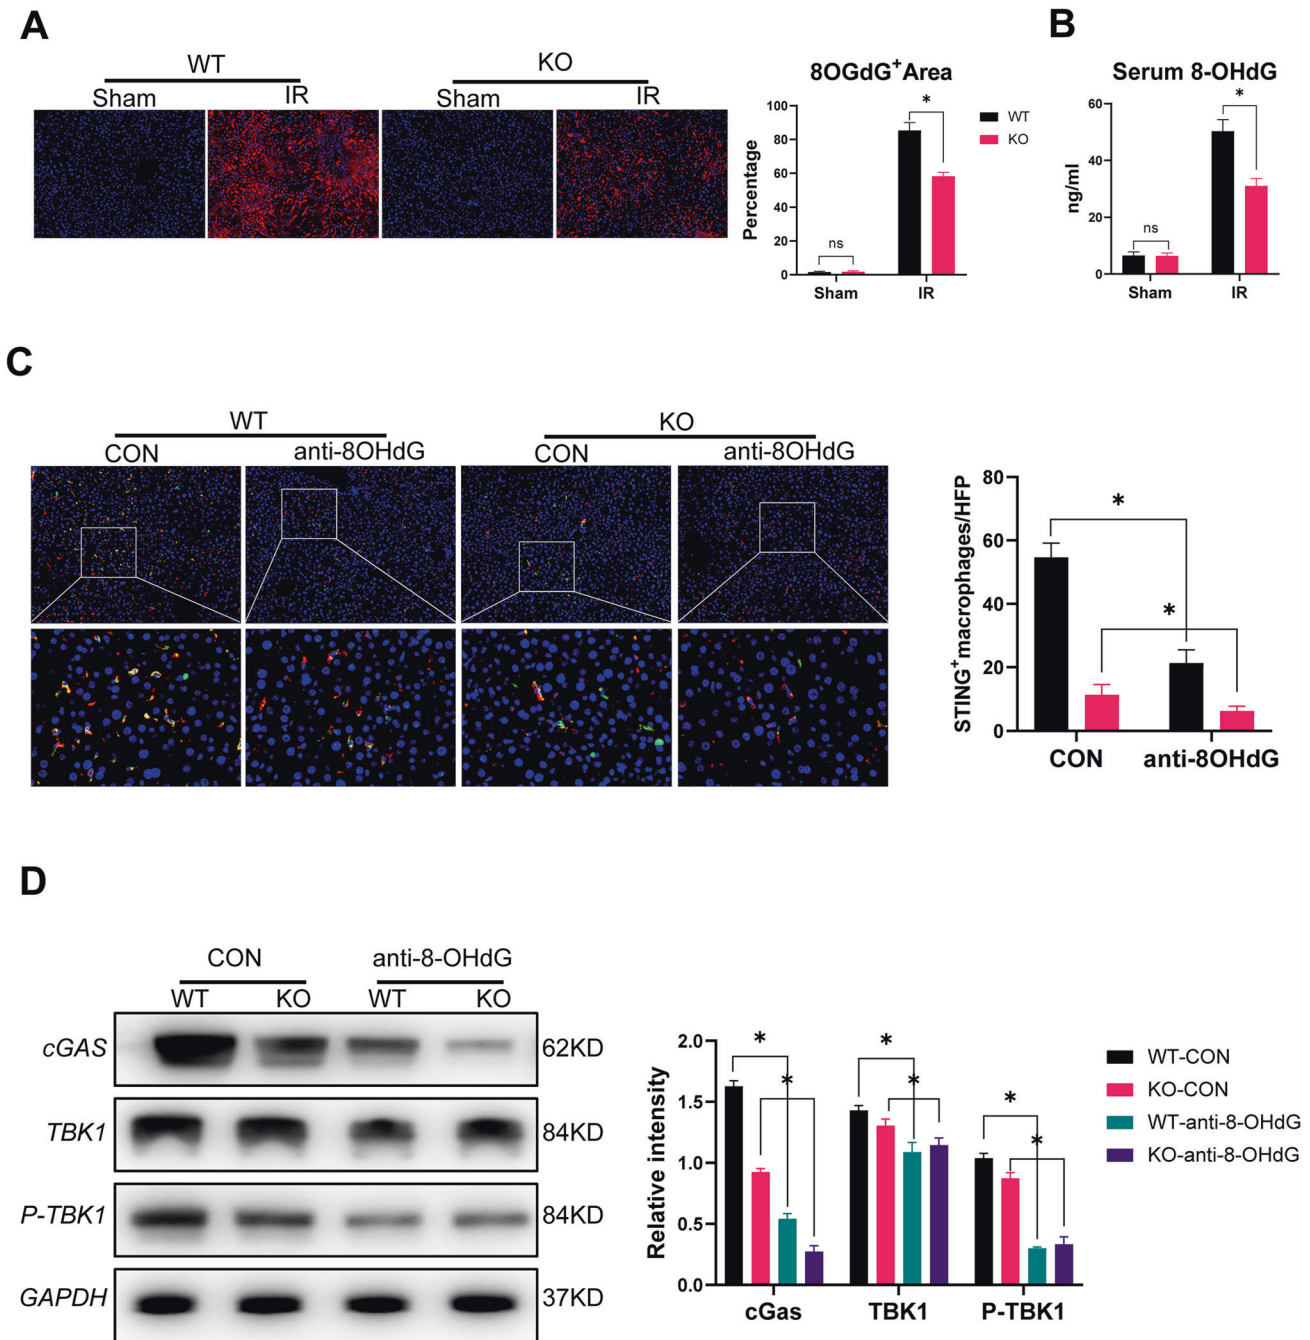 A
WT
KO
Sham
IR
Sham
IR
8OGdG+Area
Percentage
100
80
60
40
20
0
*
ns
Sham
IR
WT
KO
B
Serum 8-OHdG
ng/ml
60
40
20
0
*
ns
Sham
IR
C
WT
KO
CON
anti-8OHdG
CON
anti-8OHdG
STING+macrophages/HFP
80
60
40
20
0
*
*
CON
anti-8OHdG
D
CON
anti-8-OHdG
WT
KO
WT
KO
cGAS
62KD
TBK1
84KD
P-TBK1
84KD
GAPDH
37KD
Relative intensity
2.0
1.5
1.0
0.5
0.0
*
*
*
*
*
*
cGas
TBK1
P-TBK1
WT-CON
KO-CON
WT-anti-8-OHdG
KO-anti-8-OHdG